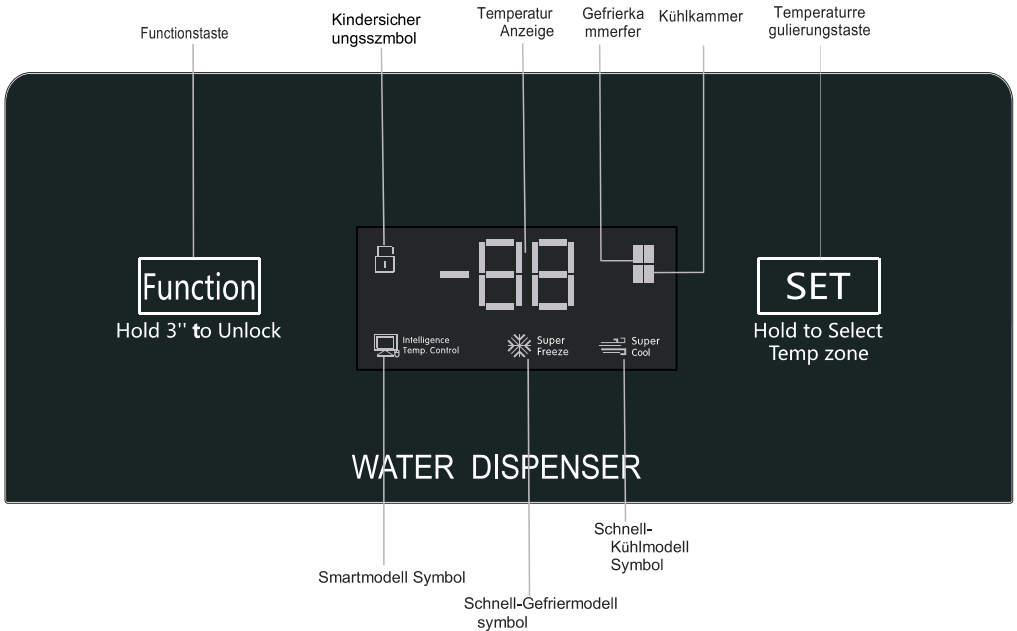 Functionstaste
Kindersicher
ungsszmbol
Temperatur
Anzeige
Gefrierka
mmerfer
Kühlkammer
Temperaturre
gulierungstaste
-88
Function
Hold 3'' to Unlock
SET
Hold to Select
Temp zone
Intelligence
Temp. Control
Super
Freeze
Super
Cool
WATER DISPENSER
Smartmodell Symbol
Schnell-Gefriermodell
symbol
Schnell-
Kühlmodell
Symbol